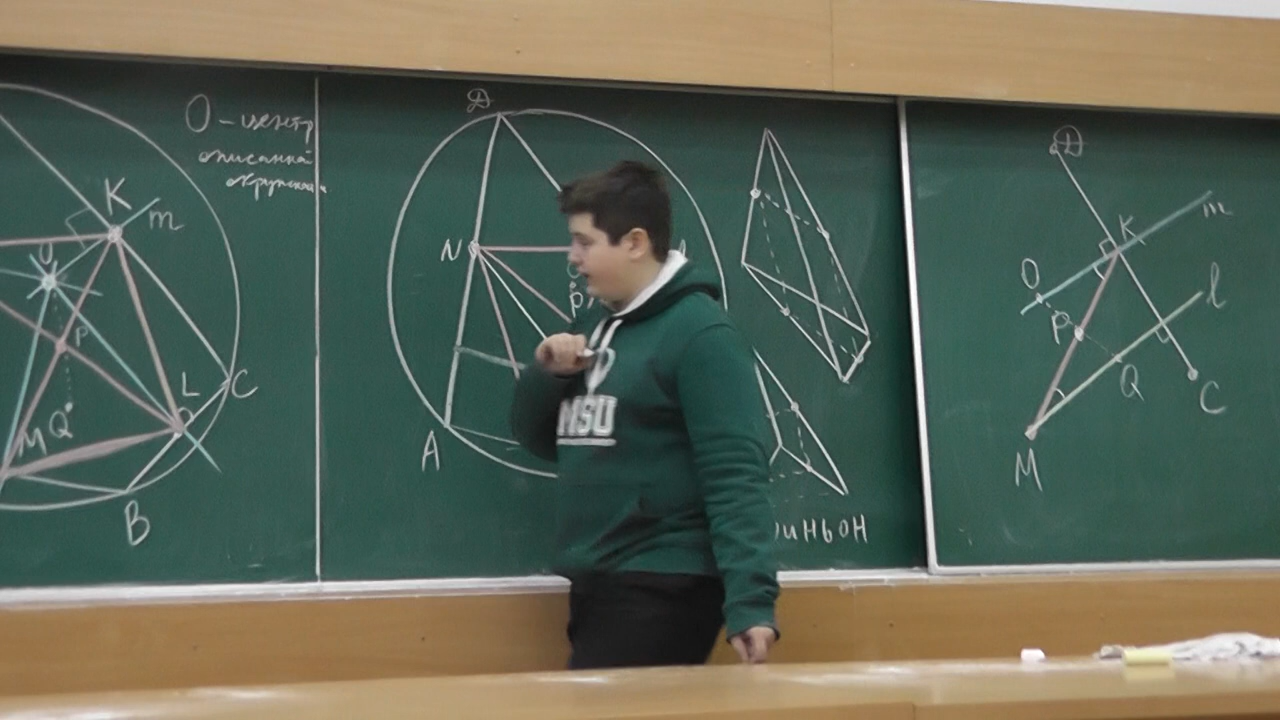 O - центр
описанной
окружности
K
m
O
P
L
C
M
Q
B
D
N
P
A
MSU
иньон
D
K
m
O
P
l
Q
C
M